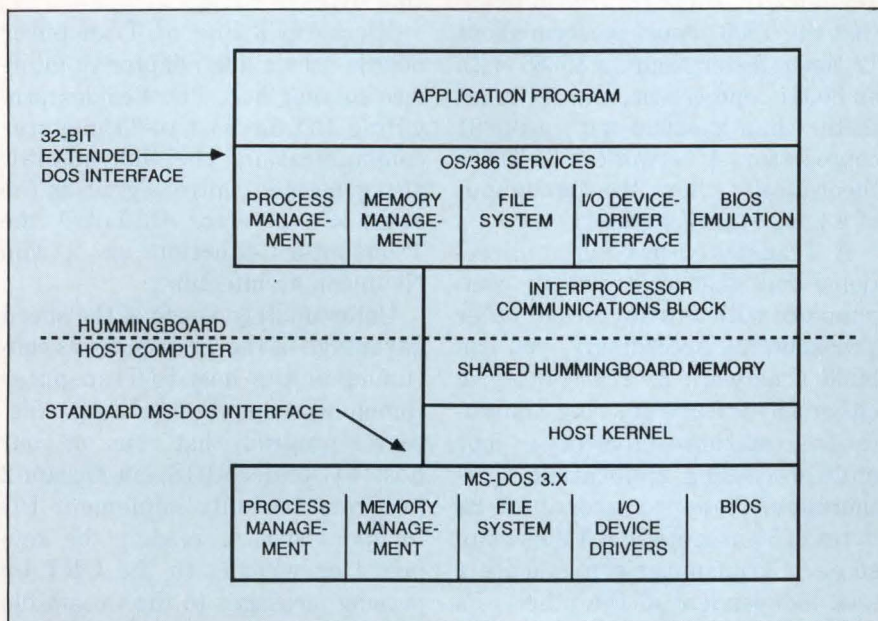 APPLICATION PROGRAM
32-BIT
EXTENDED
DOS INTERFACE
OS/386 SERVICES
PROCESS
MANAGE-
MENT
MEMORY
MANAGE-
MENT
FILE
SYSTEM
I/O DEVICE-
DRIVER
INTERFACE
BIOS
EMULATION
INTERPROCESSOR
COMMUNICATIONS BLOCK
HUMMINGBOARD
HOST COMPUTER
SHARED HUMMINGBOARD MEMORY
STANDARD MS-DOS INTERFACE
HOST KERNEL
MS-DOS 3.X
PROCESS
MANAGE-
MENT
MEMORY
MANAGE-
MENT
FILE
SYSTEM
I/O
DEVICE
DRIVERS
BIOS